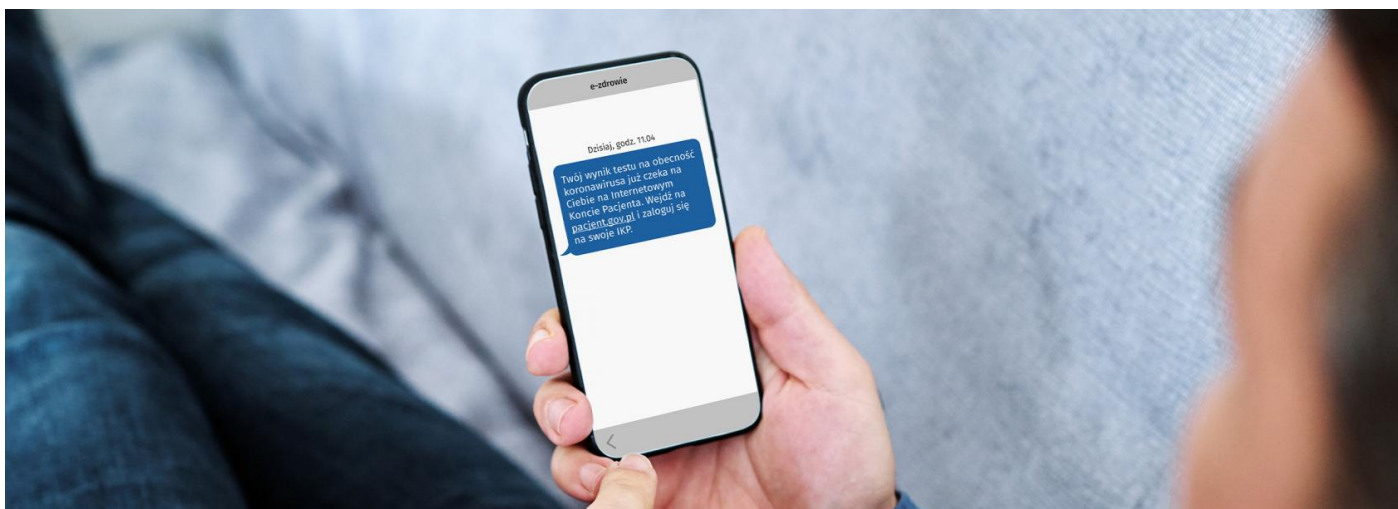 e-zdrowie
Dzisiaj, godz. 11.04
Twój wynik testu na obecność
koronawirusa już czeka na
Ciebie na Internetowym
Koncie Pacjenta. Wejdź na
pacjent.gov.pl i zaloguj się
na swoje IKP.